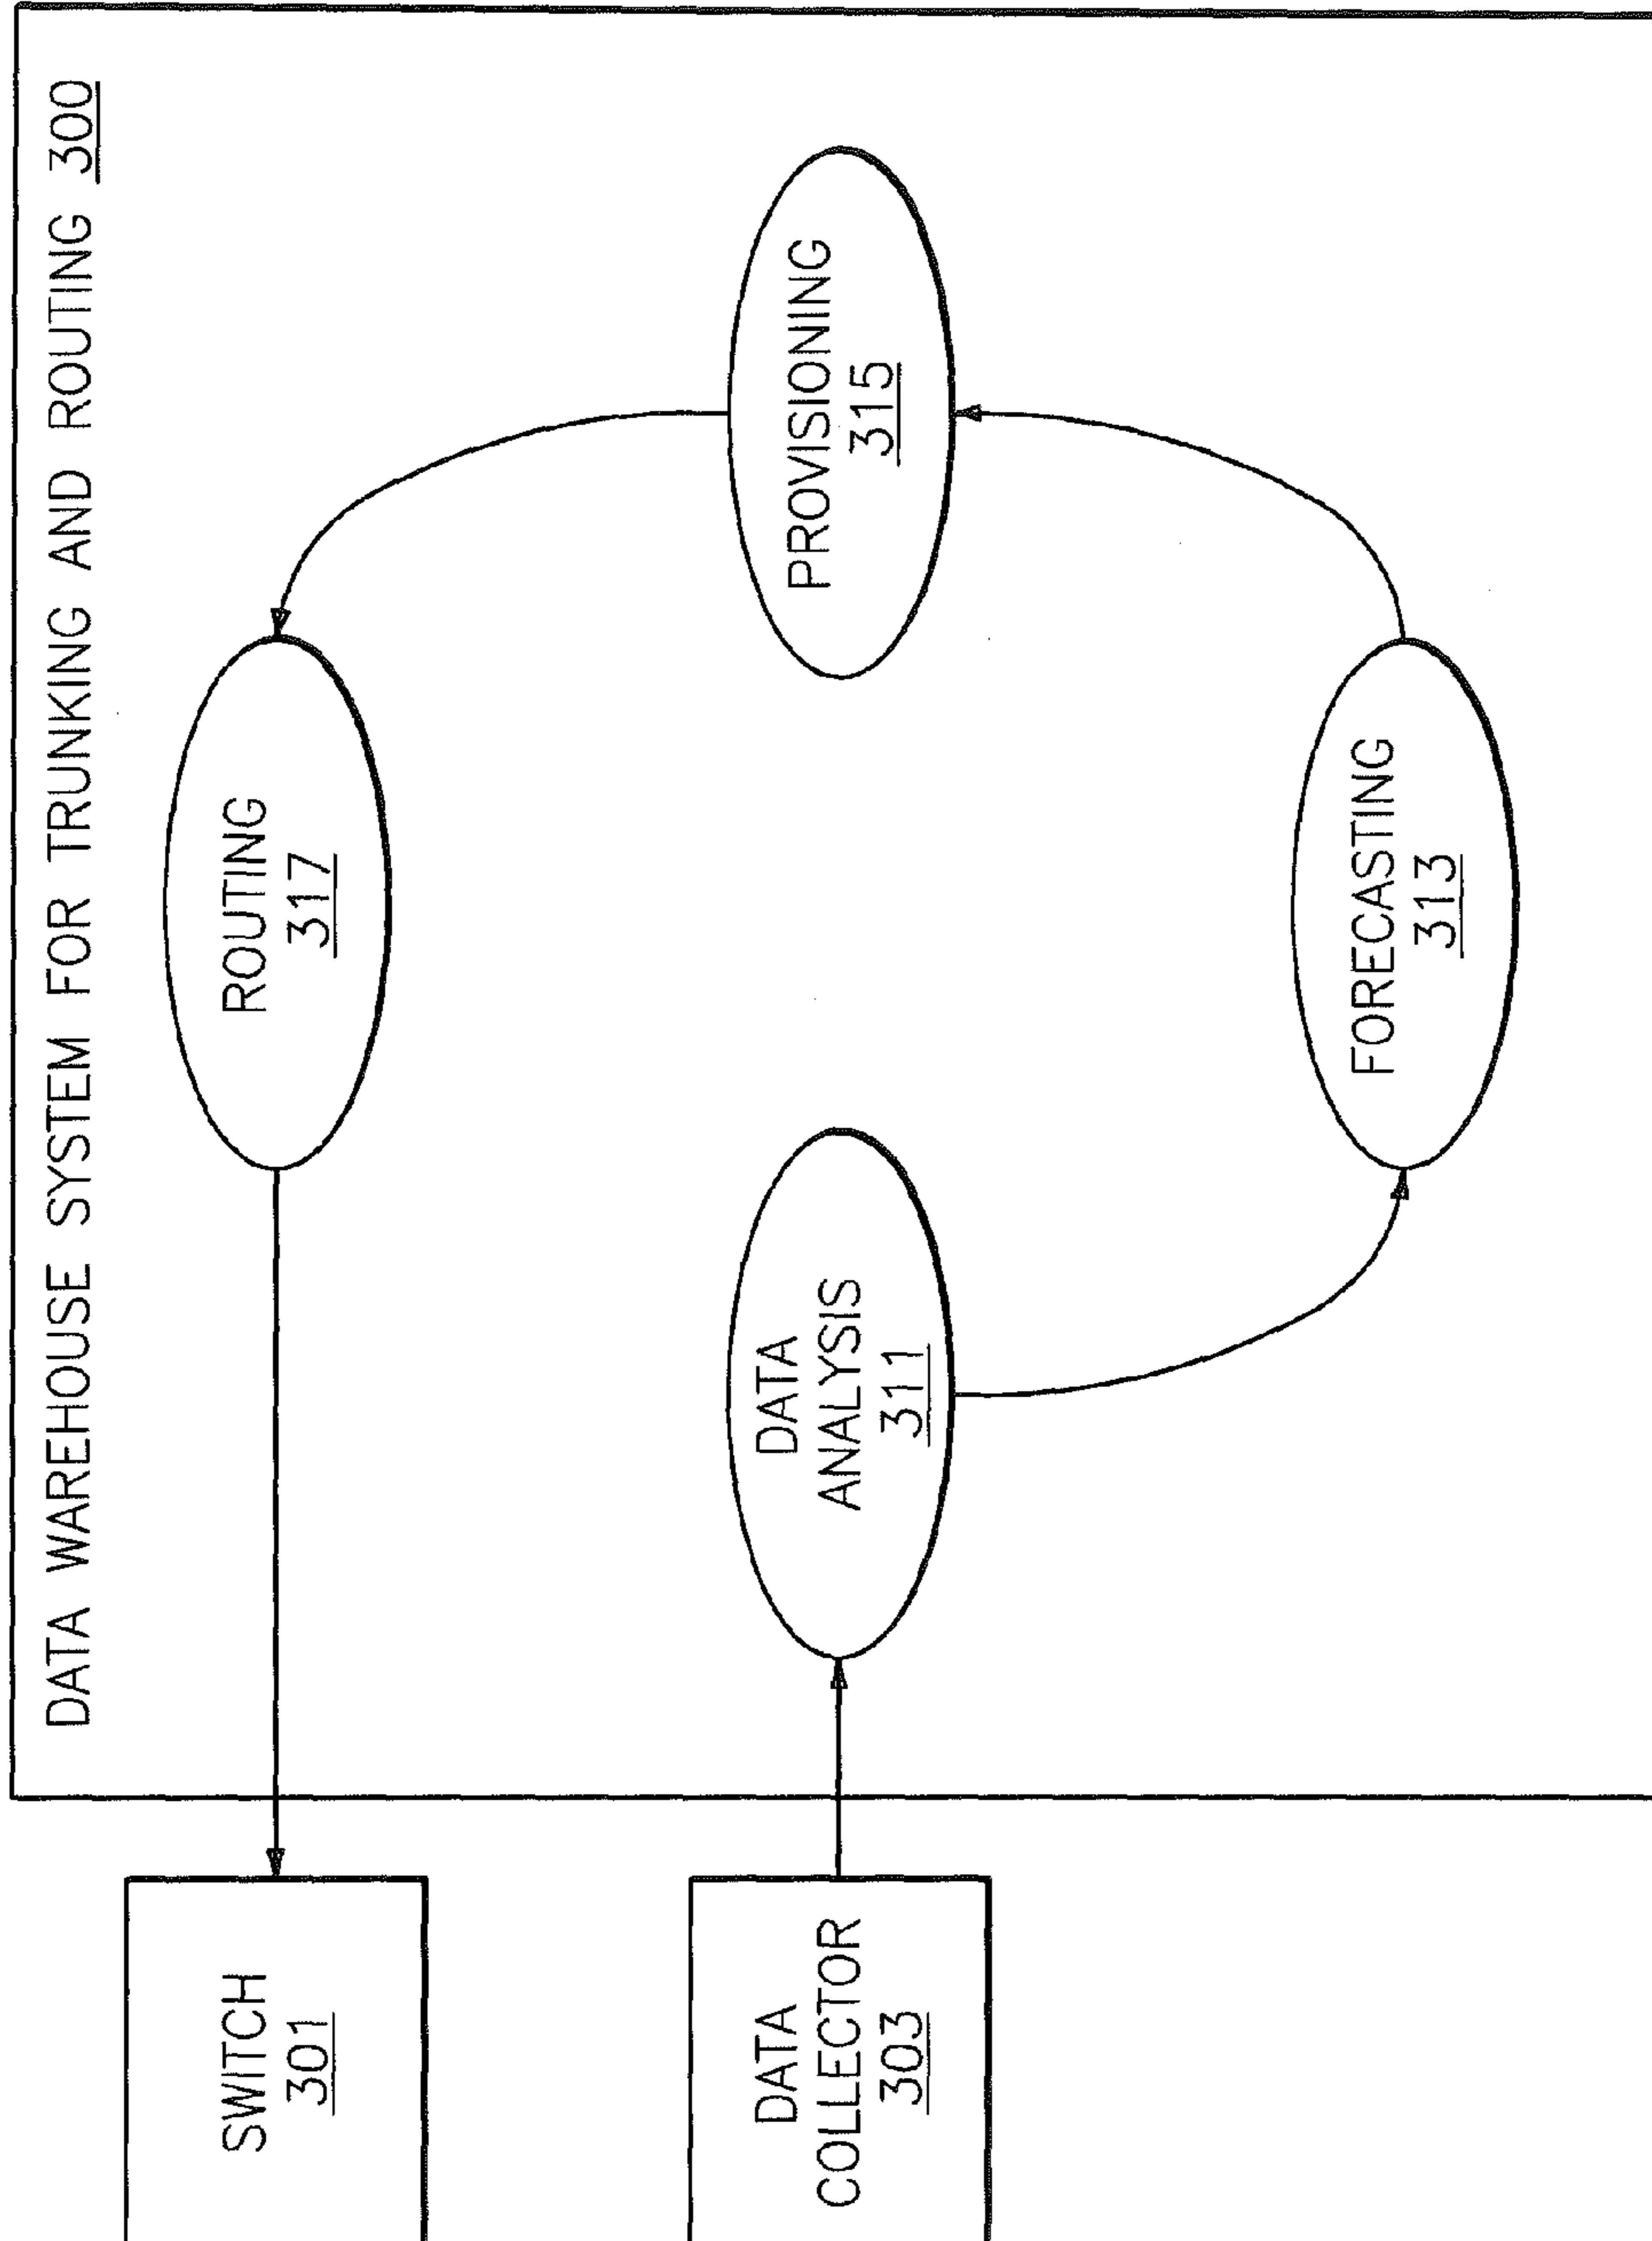 DATA WAREHOUSE SYSTEM FOR TRUNKING AND ROUTING 300
SWITCH
301
ROUTING
317
DATA
COLLECTOR
303
DATA
ANALYSIS
311
PROVISIONING
315
FORECASTING
313